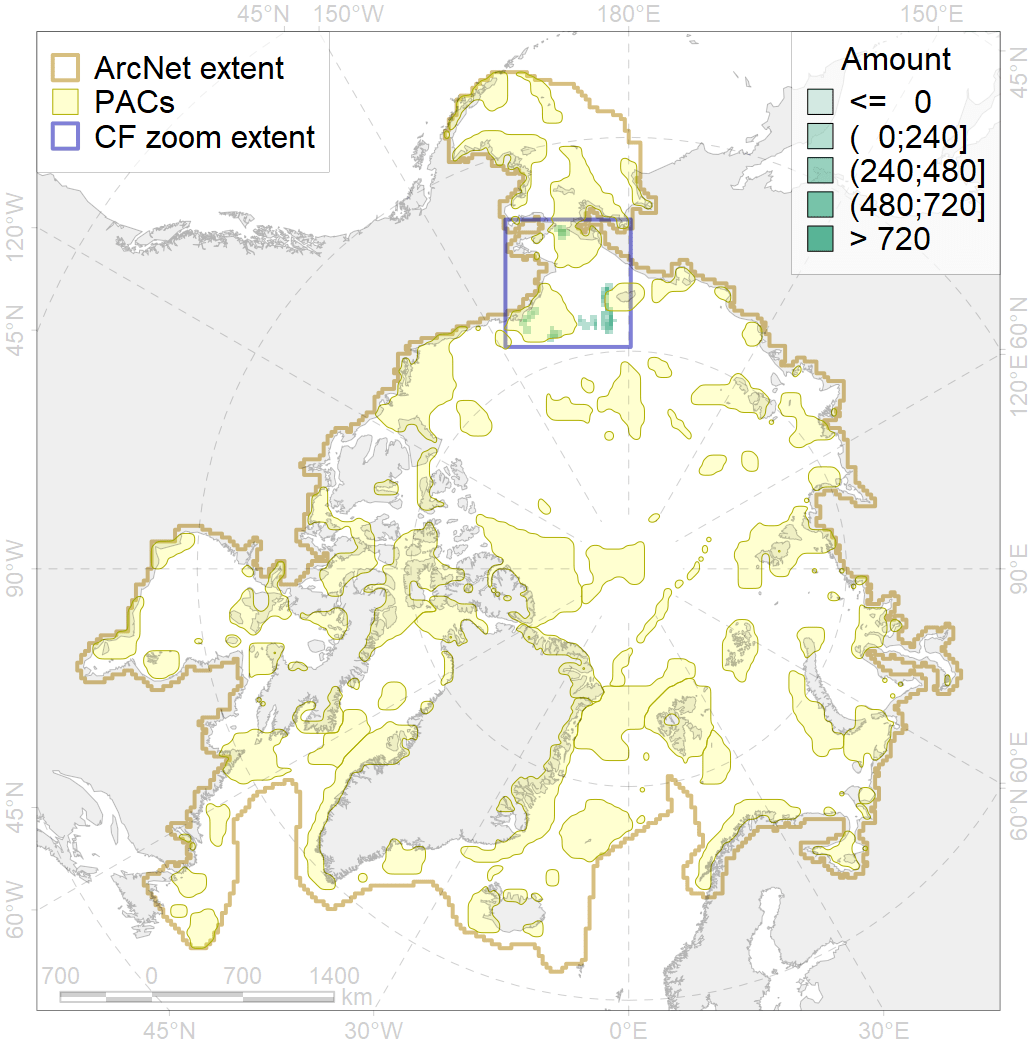 45°N 150°W 180°E 150°E
ArcNet extent
PACs
CF zoom extent
Amount
<= 0
( 0;240]
(240;480]
(480;720]
> 720
45°N
120°W
60°N
45°N
120°E
90°W
90°E
60°E
45°N
60°N
60°W
700 0 700 1400
km
45°N 30°W 0°E 30°E